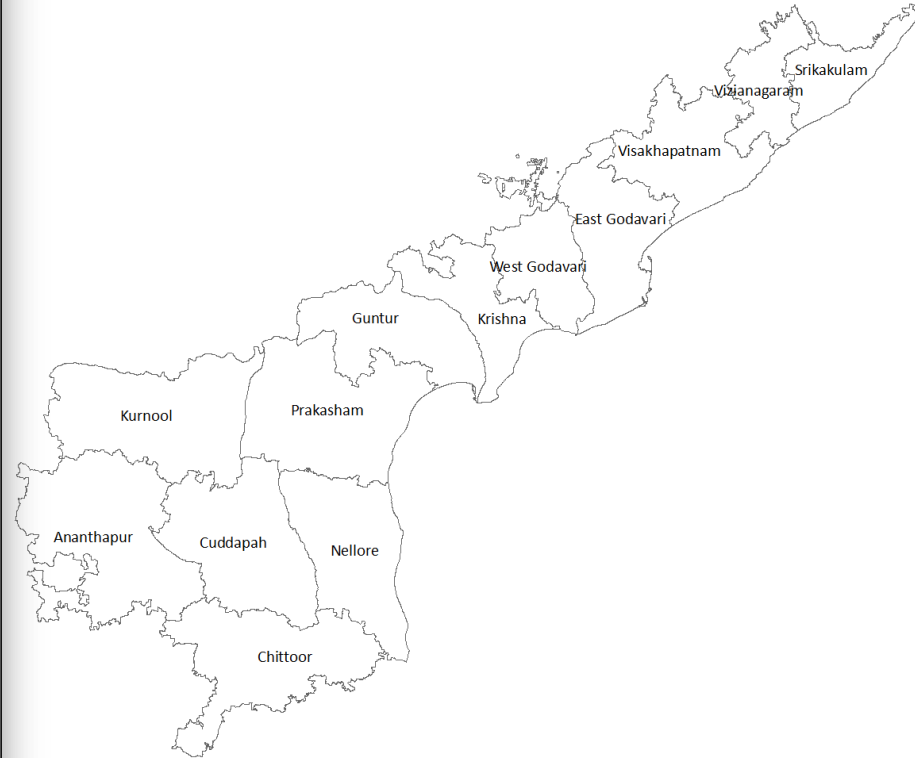 Srikakulam
Vizianagaram
Visakhapatnam
East Godavari
West Godavari
Guntur
Krishna
Prakasham
Kurnool
Ananthapur
Cuddapah
Nellore
Chittoor